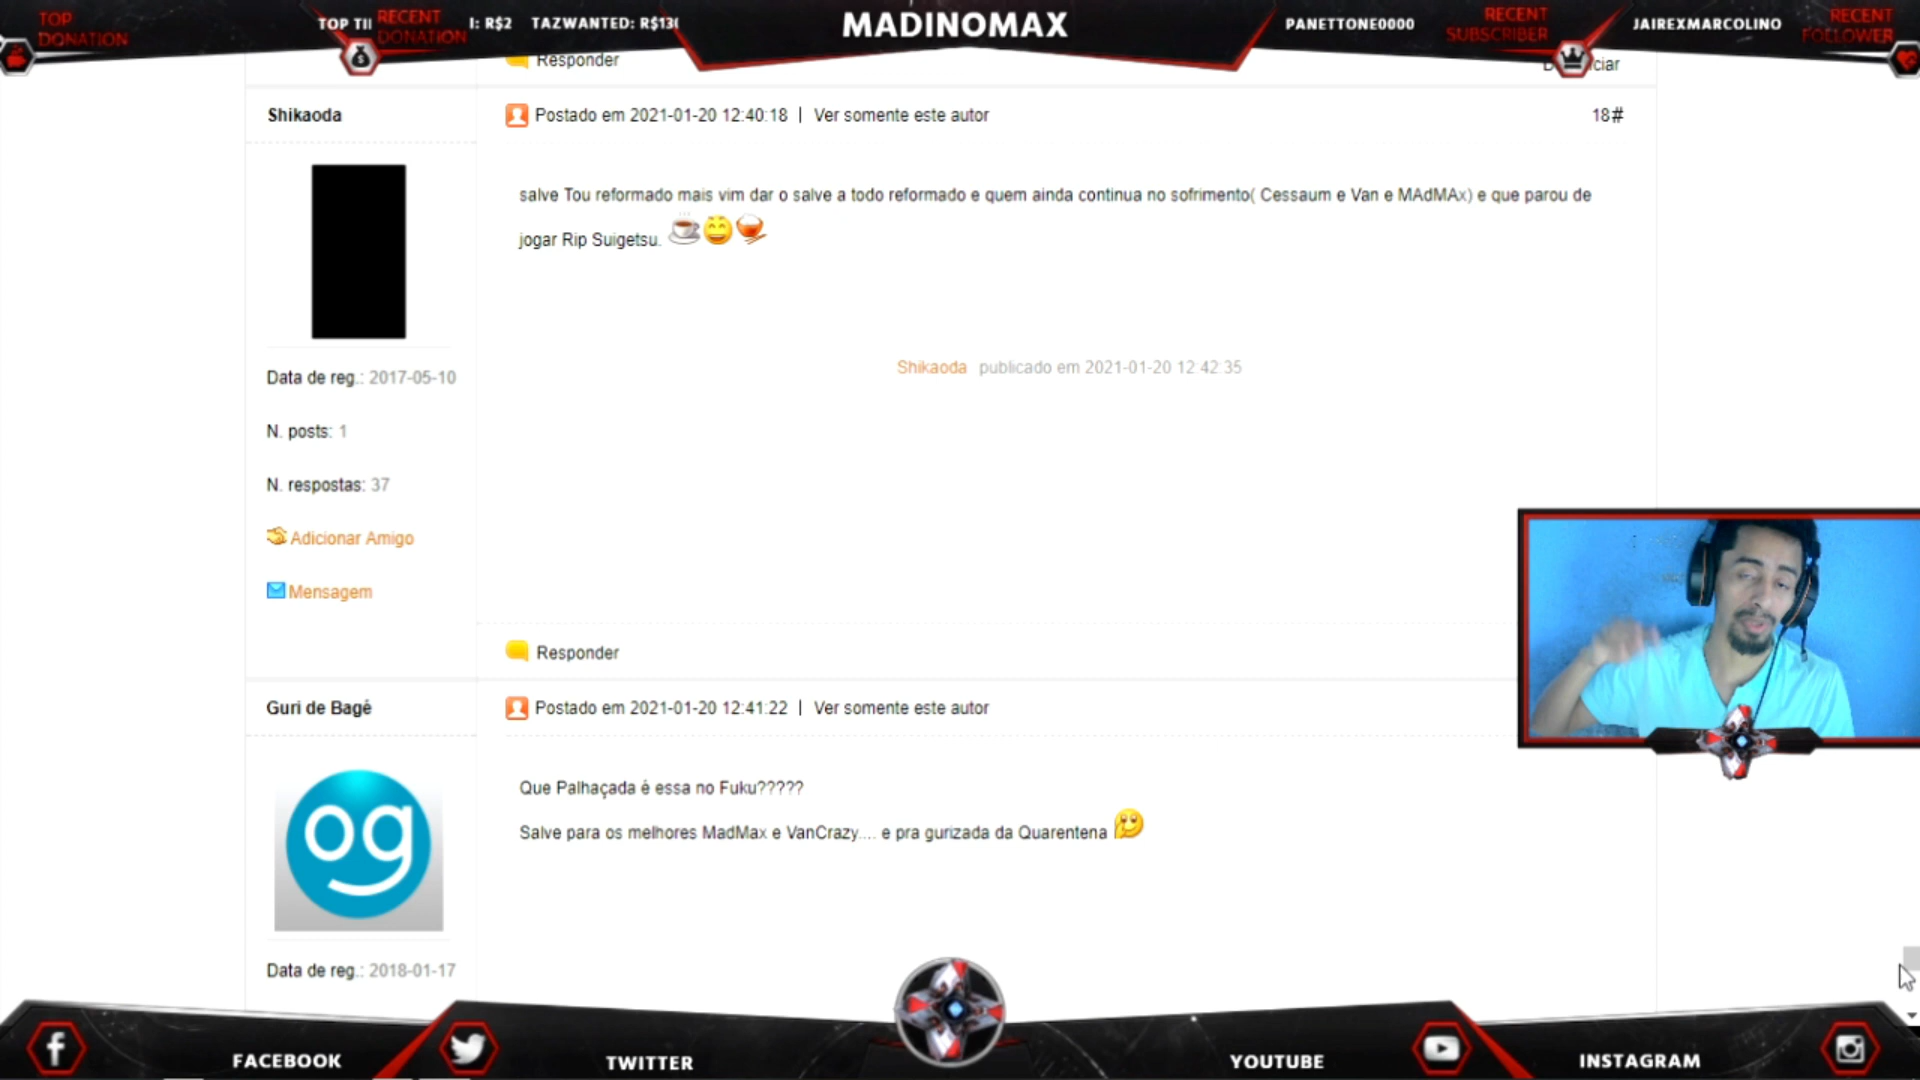 TOP DONATION
RECENT DONATION
TOP TI
: R$2 TAZWANTED: R$13
MADINOMAX
PANETTONE0000
RECENT SUBSCRIBER
JAIREXMARCOLINO
RECENT FOLLOWER
Responder
Shikaoda
Postado em 2021-01-20 12:40:18 | Ver somente este autor
18#
salve Tou reformado mais vim dar o salve a todo reformado e quem ainda continua no sofrimento( Cessaum e Van e MAdMAx) e que parou de
jogar Rip Suigetsu.
Shikaoda publicado em 2021-01-20 12:42:35
Data de reg.: 2017-05-10
N. posts: 1
N. respostas: 37
Adicionar Amigo
Mensagem
Responder
Guri de Bagé
Postado em 2021-01-20 12:41:22 | Ver somente este autor
Que Palhaçada é essa no Fuku?????
Salve para os melhores MadMax e VanCrazy.... e pra gurizada da Quarentena
og
Data de reg.: 2018-01-17
FACEBOOK
TWITTER
YOUTUBE
INSTAGRAM